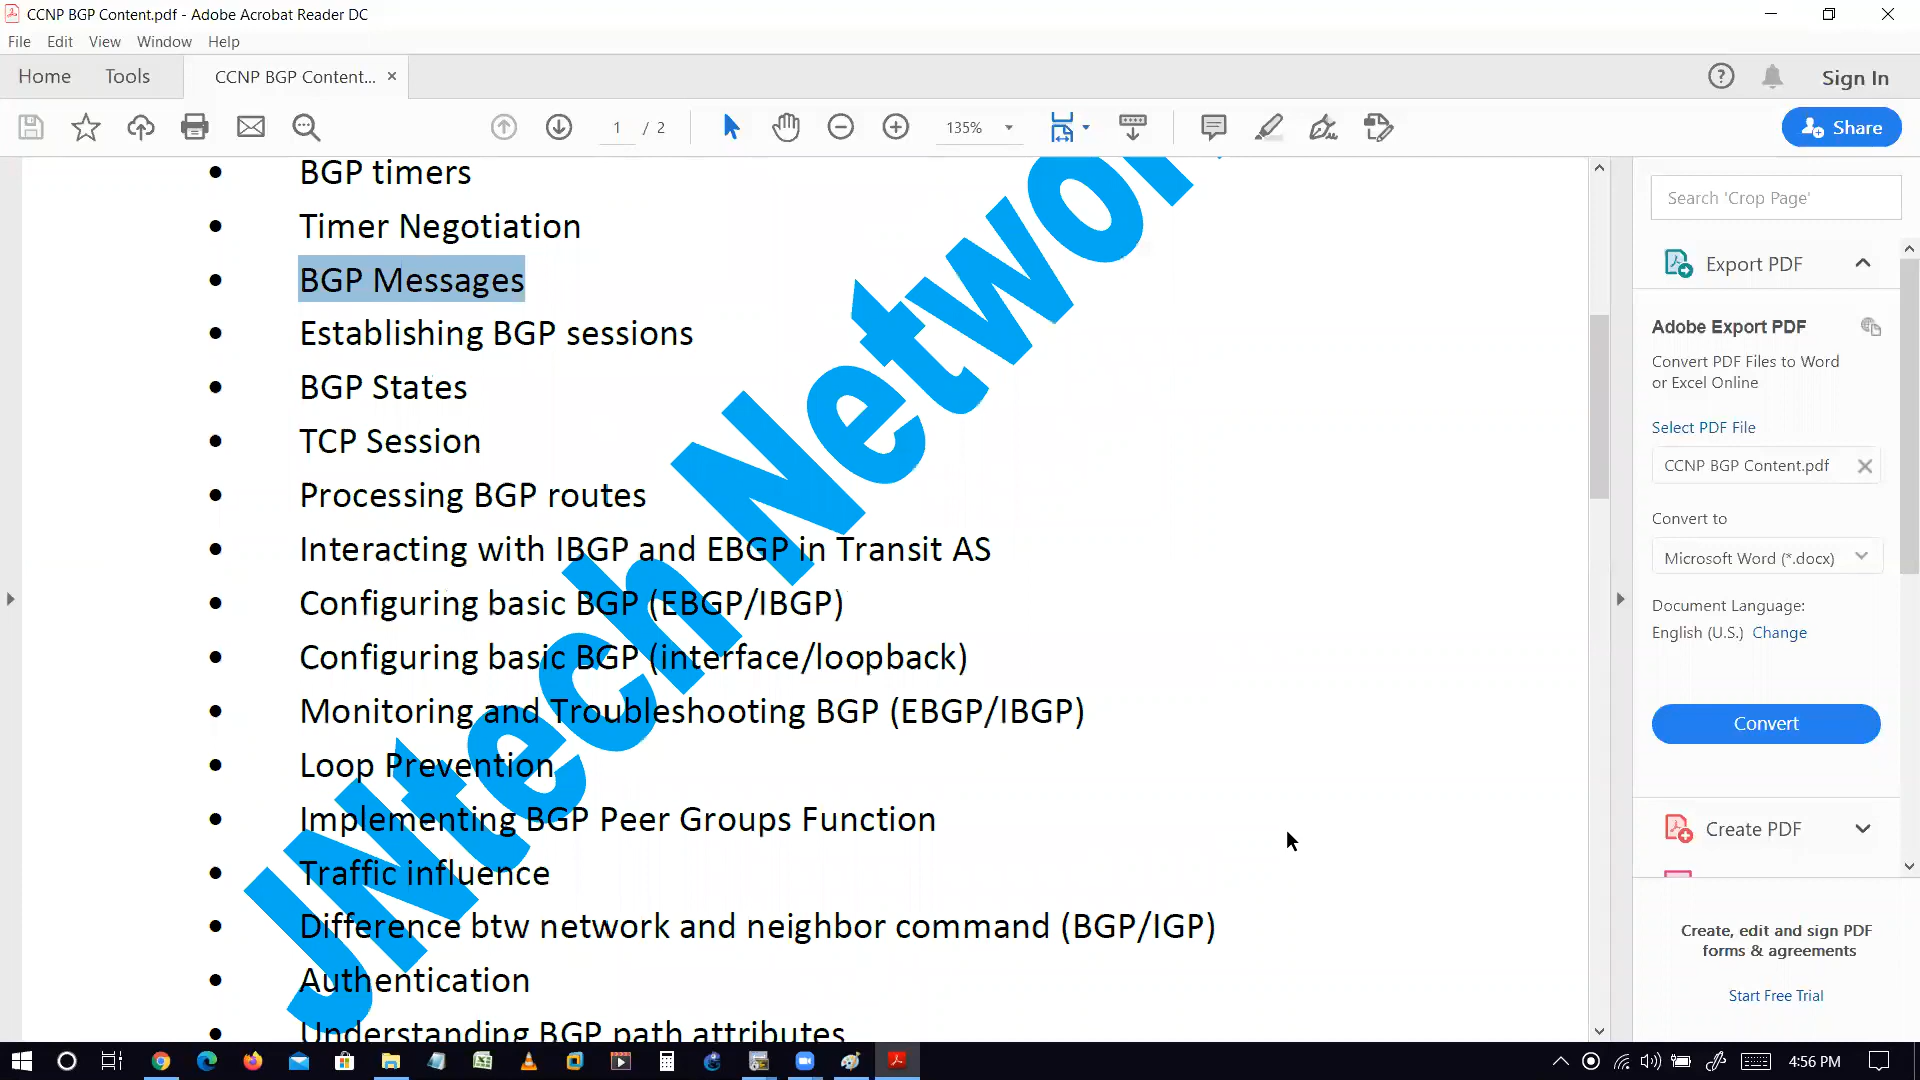 CCNP BGP Content.pdf - Adobe Acrobat Reader DC
File Edit View Window Help
Home Tools CCNP BGP Content... Sign In
1 / 2 135% Share
• BGP timers
• Timer Negotiation
• BGP Messages
• Establishing BGP sessions
• BGP States
• TCP Session
• Processing BGP routes
• Interacting with IBGP and EBGP in Transit AS
• Configuring basic BGP (EBGP/IBGP)
• Configuring basic BGP (interface/loopback)
• Monitoring and Troubleshooting BGP (EBGP/IBGP)
• Loop Prevention
• Implementing BGP Peer Groups Function
• Traffic influence
• Difference btw network and neighbor command (BGP/IGP)
• Authentication
• Understanding BGP path attributes
JNtech Networ
Search 'Crop Page'
Export PDF
Adobe Export PDF
Convert PDF Files to Word
or Excel Online
Select PDF File
CCNP BGP Content.pdf
Convert to
Microsoft Word (*.docx)
Document Language:
English (U.S.) Change
Convert
Create PDF
Create, edit and sign PDF
forms & agreements
Start Free Trial
4:56 PM